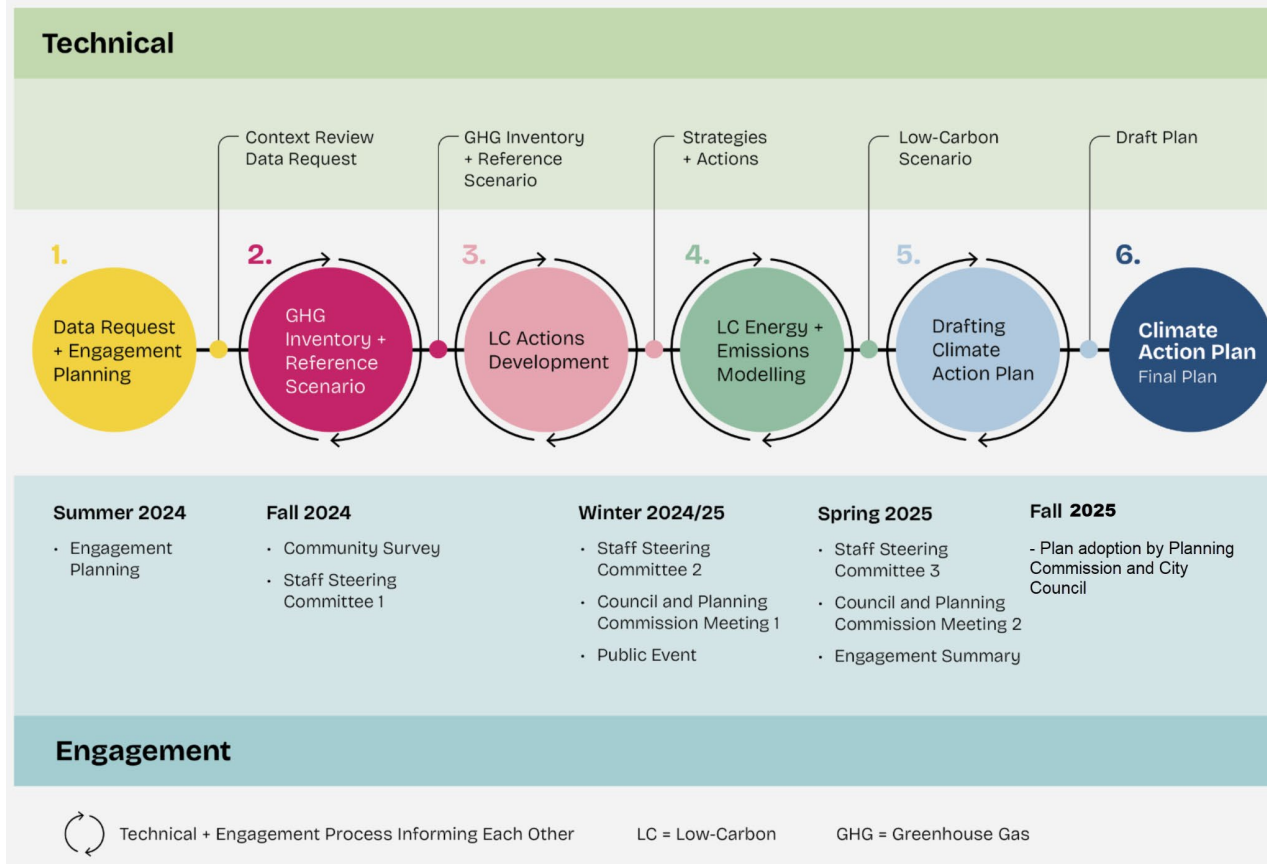 Technical
Context Review
Data Request
GHG Inventory
+ Reference
Scenario
Strategies
+ Actions
Low-Carbon
Scenario
Draft Plan
1.
Data Request
+ Engagement
Planning
2.
GHG
Inventory +
Reference
Scenario
3.
LC Actions
Development
4.
LC Energy +
Emissions
Modelling
5.
Drafting
Climate
Action Plan
6.
Climate
Action Plan
Final Plan
Summer 2024
· Engagement
Planning
Fall 2024
· Community Survey
· Staff Steering
Committee 1
Winter 2024/25
· Staff Steering
Committee 2
· Council and Planning
Commission Meeting 1
· Public Event
Spring 2025
· Staff Steering
Committee 3
· Council and Planning
Commission Meeting 2
· Engagement Summary
Fall 2025
- Plan adoption by Planning
Commission and City
Council
Engagement
Technical + Engagement Process Informing Each Other
LC = Low-Carbon
GHG = Greenhouse Gas